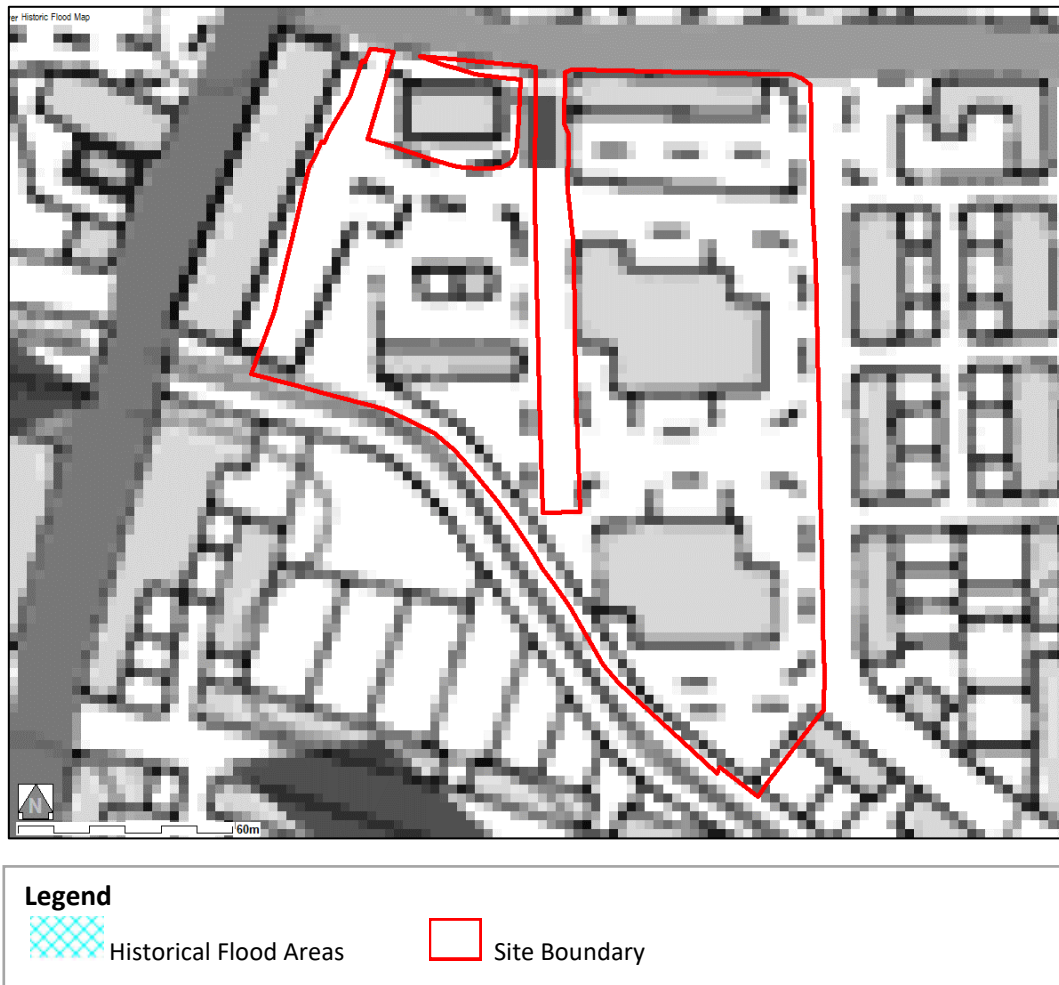 Historic Flood Map
N
60m
Legend
Historical Flood Areas
Site Boundary